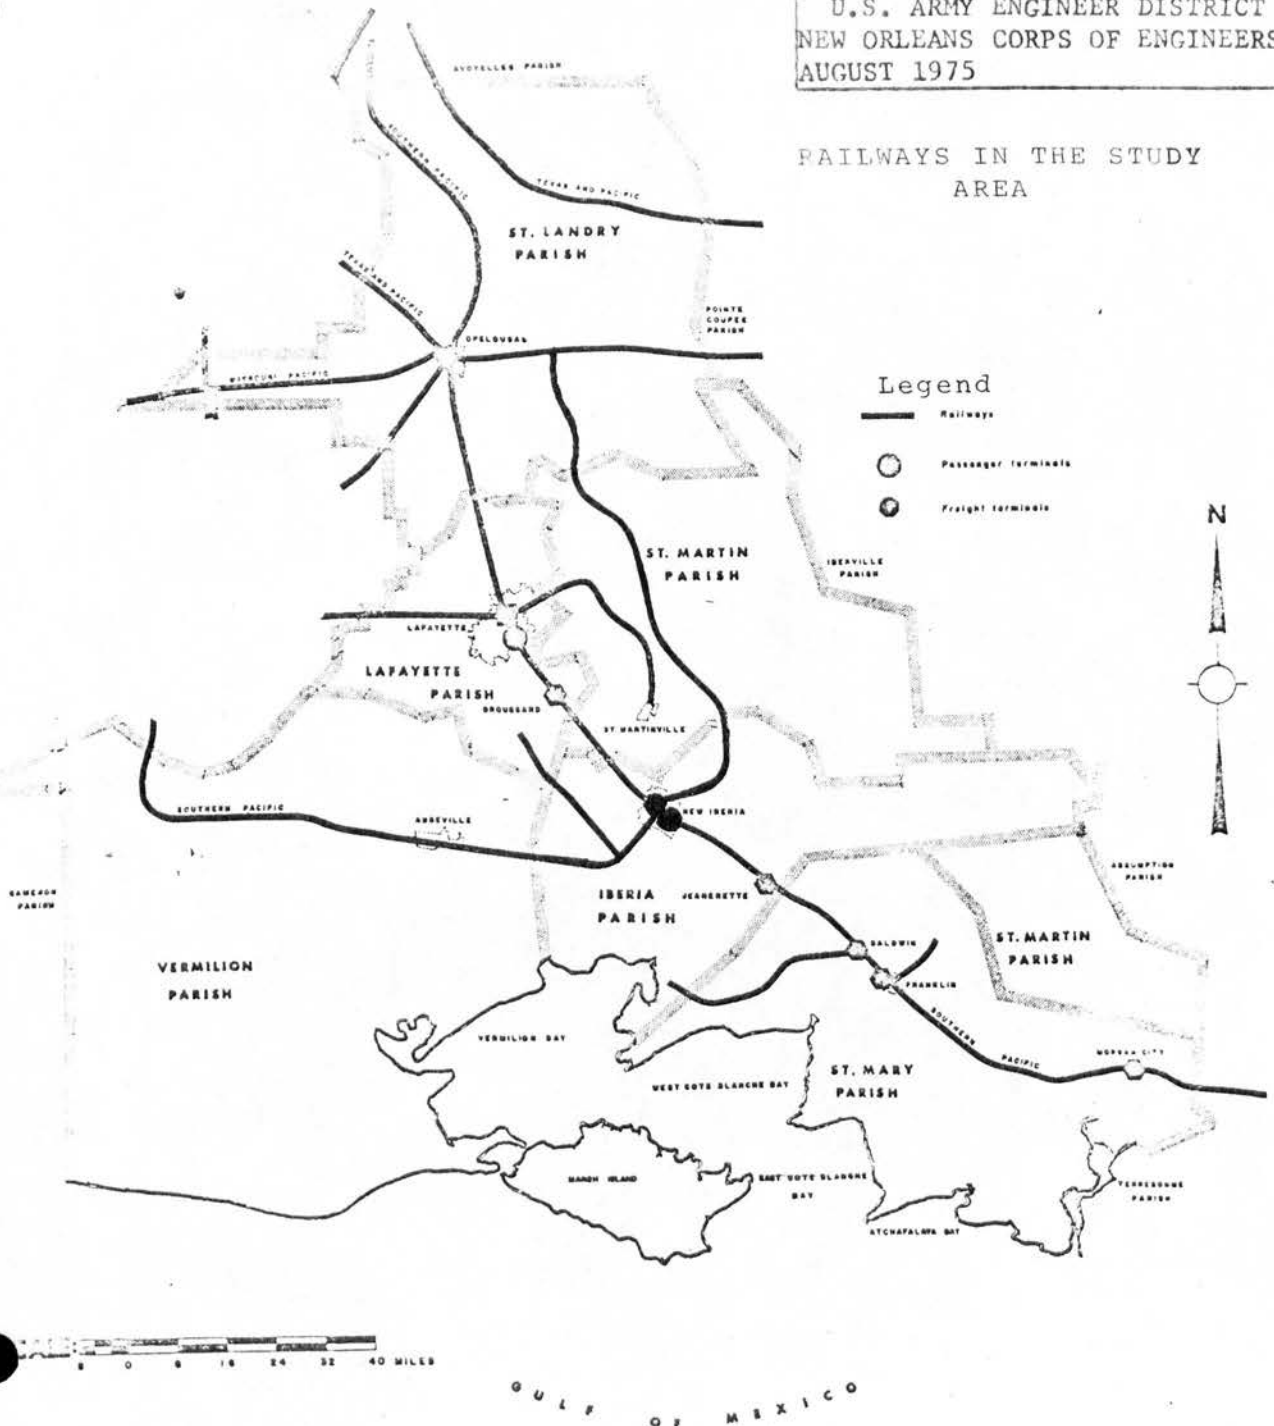 U.S. ARMY ENGINEER DISTRICT
NEW ORLEANS CORPS OF ENGINEERS
AUGUST 1975
RAILWAYS IN THE STUDY
AREA
AVOYELLES PARISH
SOUTHERN PACIFIC
TEXAS AND PACIFIC
ST. LANDRY
PARISH
TEXAS AND PACIFIC
POINTE
COUPEE
PARISH
OPELOUSAS
MISSOURI PACIFIC
Legend
Railways
Passenger terminals
Freight terminals
N
ST. MARTIN
PARISH
IBERVILLE
PARISH
LAFAYETTE
LAFAYETTE
PARISH
BROUSSARD
ST. MARTINVILLE
SOUTHERN PACIFIC
ABBEVILLE
NEW IBERIA
CAMERON
PARISH
IBERIA
PARISH
JEANERETTE
ASSUMPTION
PARISH
BALDWIN
ST. MARTIN
PARISH
VERMILION
PARISH
FRANKLIN
SOUTHERN
PACIFIC
VERMILION BAY
MORGAN CITY
WEST COTE BLANCHE BAY
ST. MARY
PARISH
MARSH ISLAND
EAST COTE BLANCHE
BAY
TERREBONNE
PARISH
ATCHAFALAYA BAY
8 0 8 16 24 32 40 MILES
GULF OF MEXICO